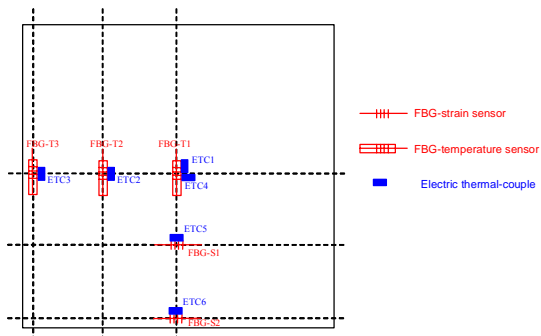 FBG-T3 FBG-T2 FBG-T1
ETC1
ETC3 ETC2 ETC4
ETC5
FBG-S1
ETC6
FBG-S2
FBG-strain sensor
FBG-temperature sensor
Electric thermal-couple